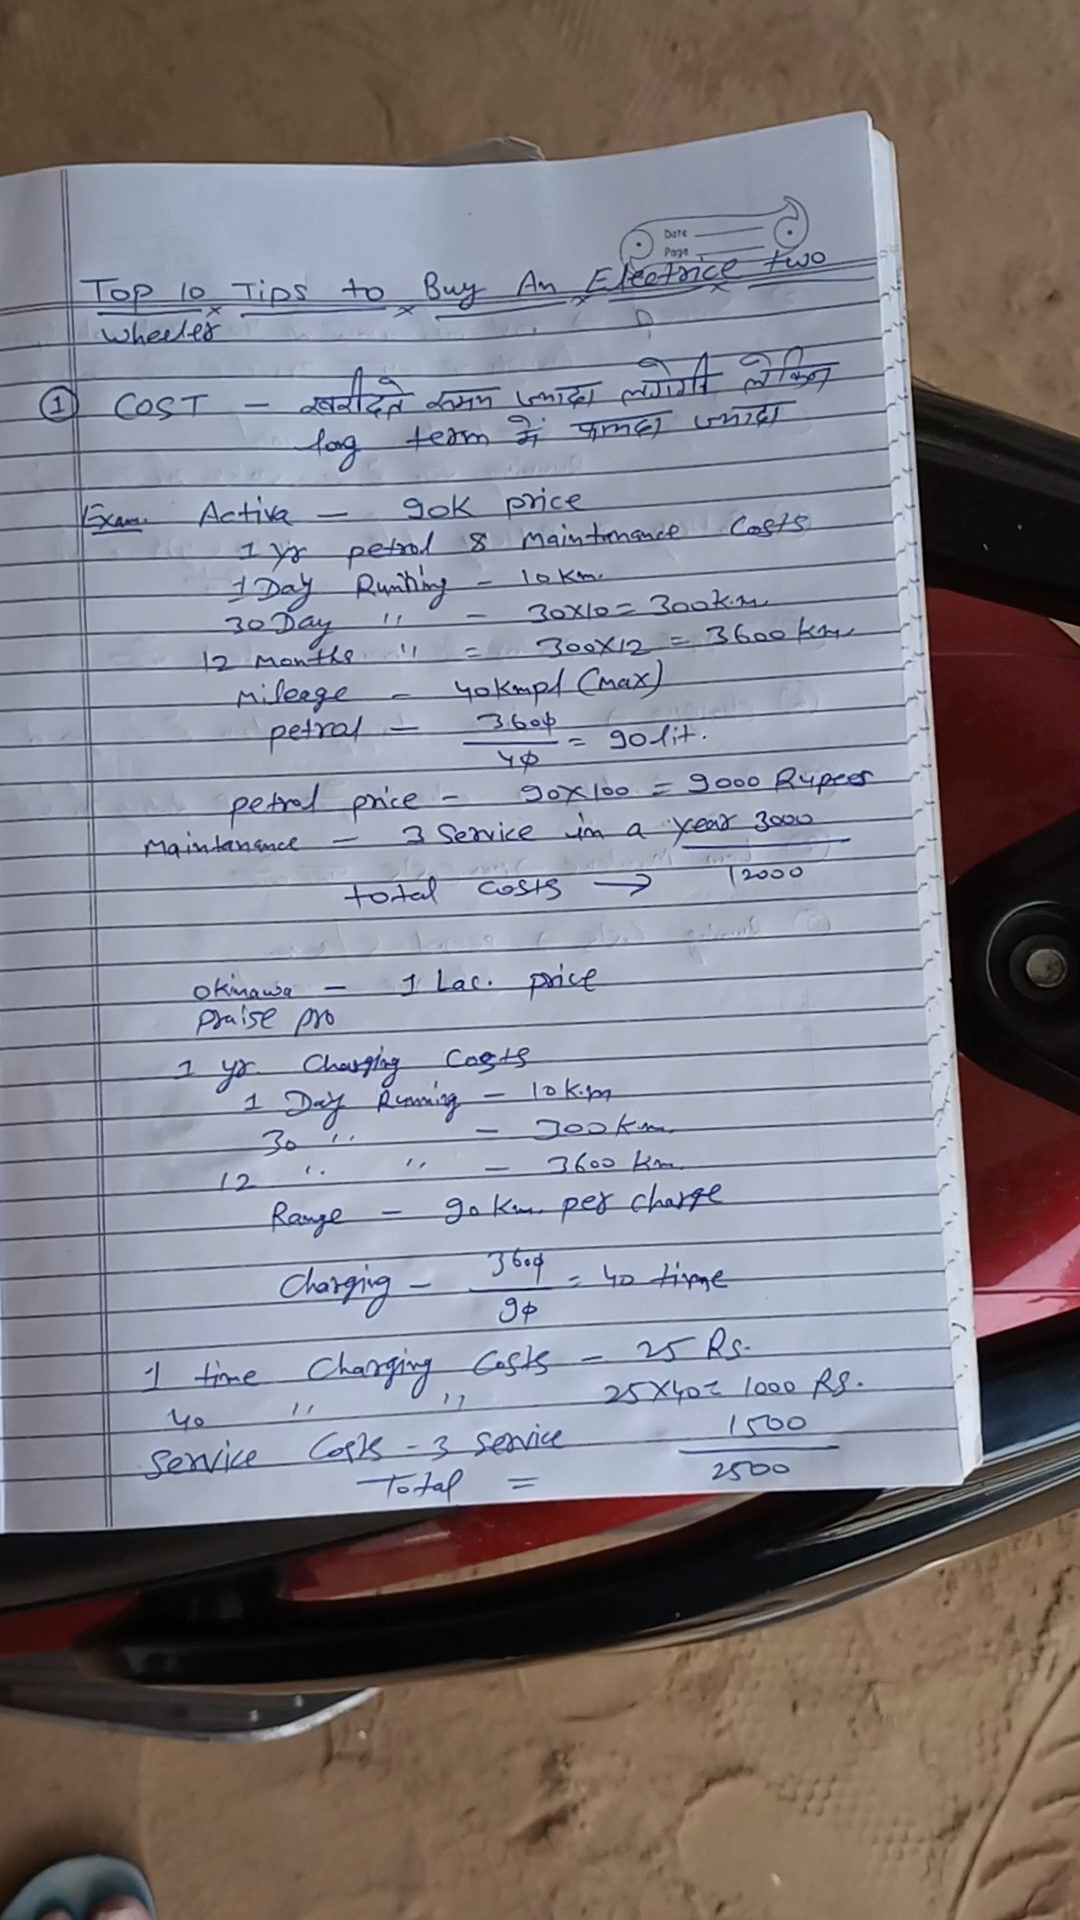 Date
Page
Top 10 Tips to Buy An Electrice two
wheeler
① COST - खरीदते समय ज्यादा लगेगी लेकिन
long term में फायदा ज्यादा
Exam. Activa - 90K price
1 yr petrol & Maintenance Costs
1 Day Running - 10 Km.
30 Day " - 30x10 = 300 K.m.
12 Months " = 300x12 = 3600 Km.
Mileage - 40 Kmpl (Max)
petrol - 3600/40 = 90 lit.
petrol price - 90x100 = 9000 Rupees
Maintanance - 3 Service in a year 3000
total costs → 12000
Okinawa - 1 Lac. price
Praise pro
1 yr Charging Costs
1 Day Running - 10 K.m
30 " - 300 Km.
12 " " - 3600 Km.
Range - 90 Km. per charge
Charging - 3600/90 = 40 time
1 time Charging Costs - 25 Rs.
40 " " 25x40 = 1000 Rs.
Service Costs - 3 Service 1500
Total = 2500